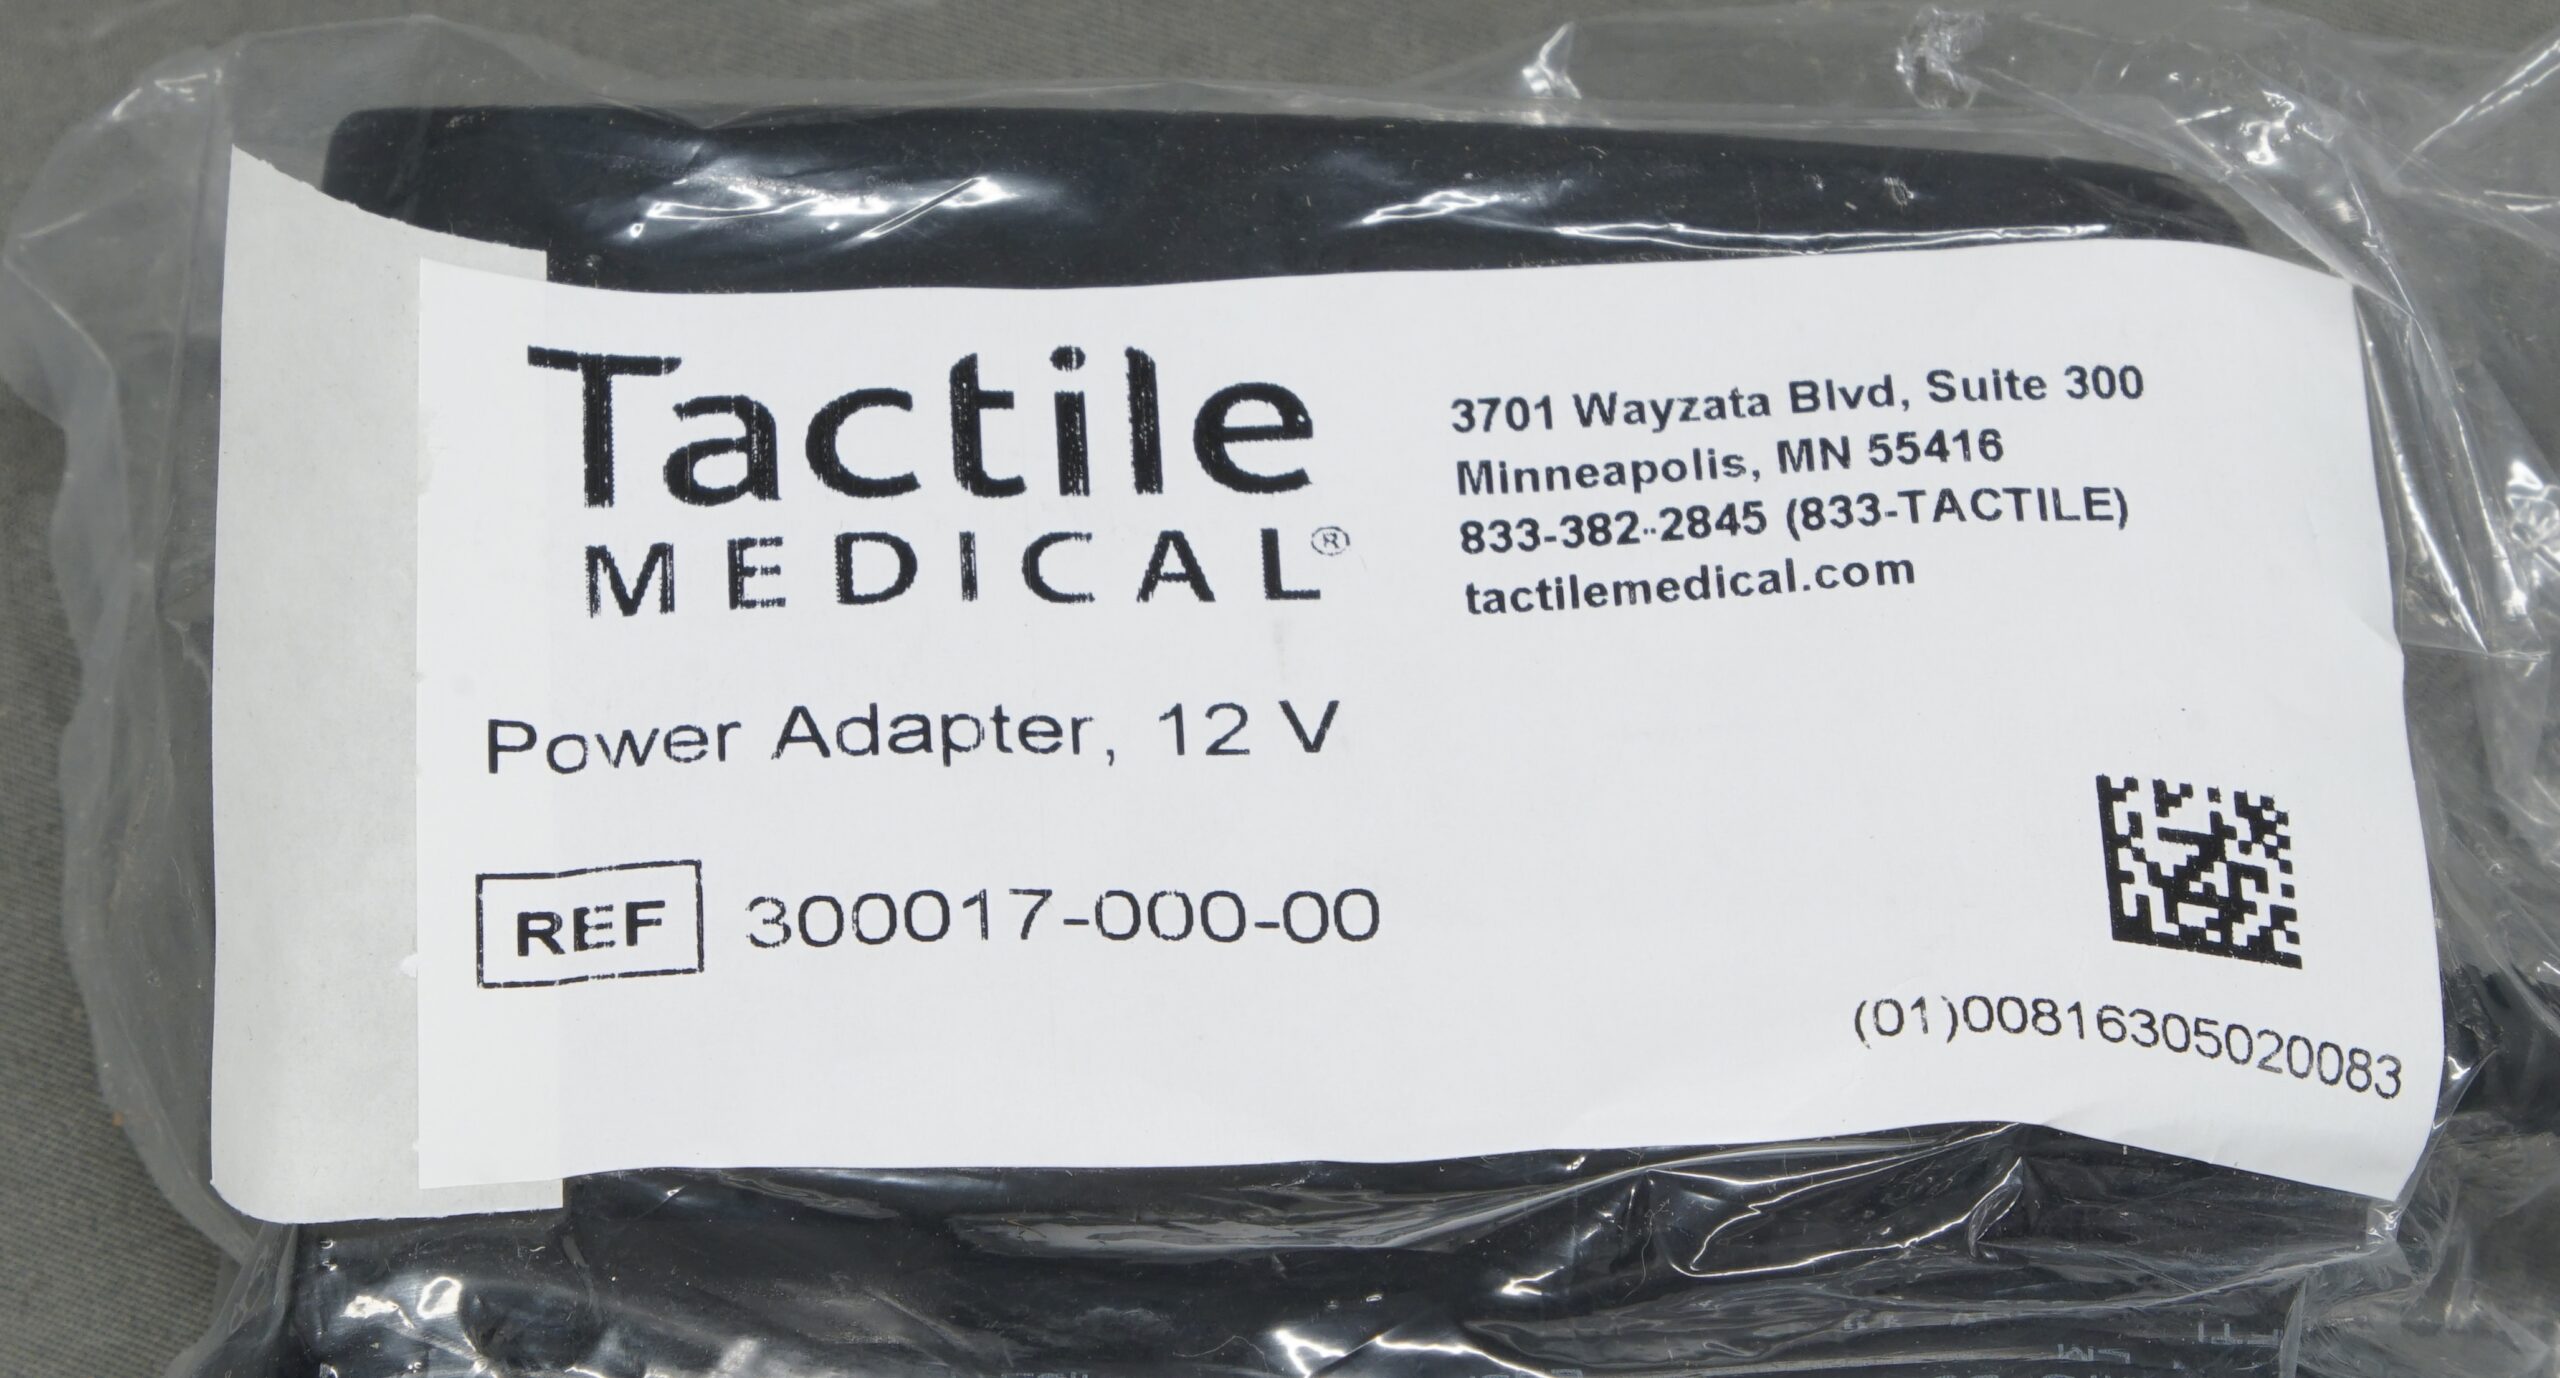 Tactile
MEDICAL®
3701 Wayzata Blvd, Suite 300
Minneapolis, MN 55416
833-382-2845 (833-TACTILE)
tactilemedical.com
Power Adapter, 12 V
REF 300017-000-00
(01)00816305020083